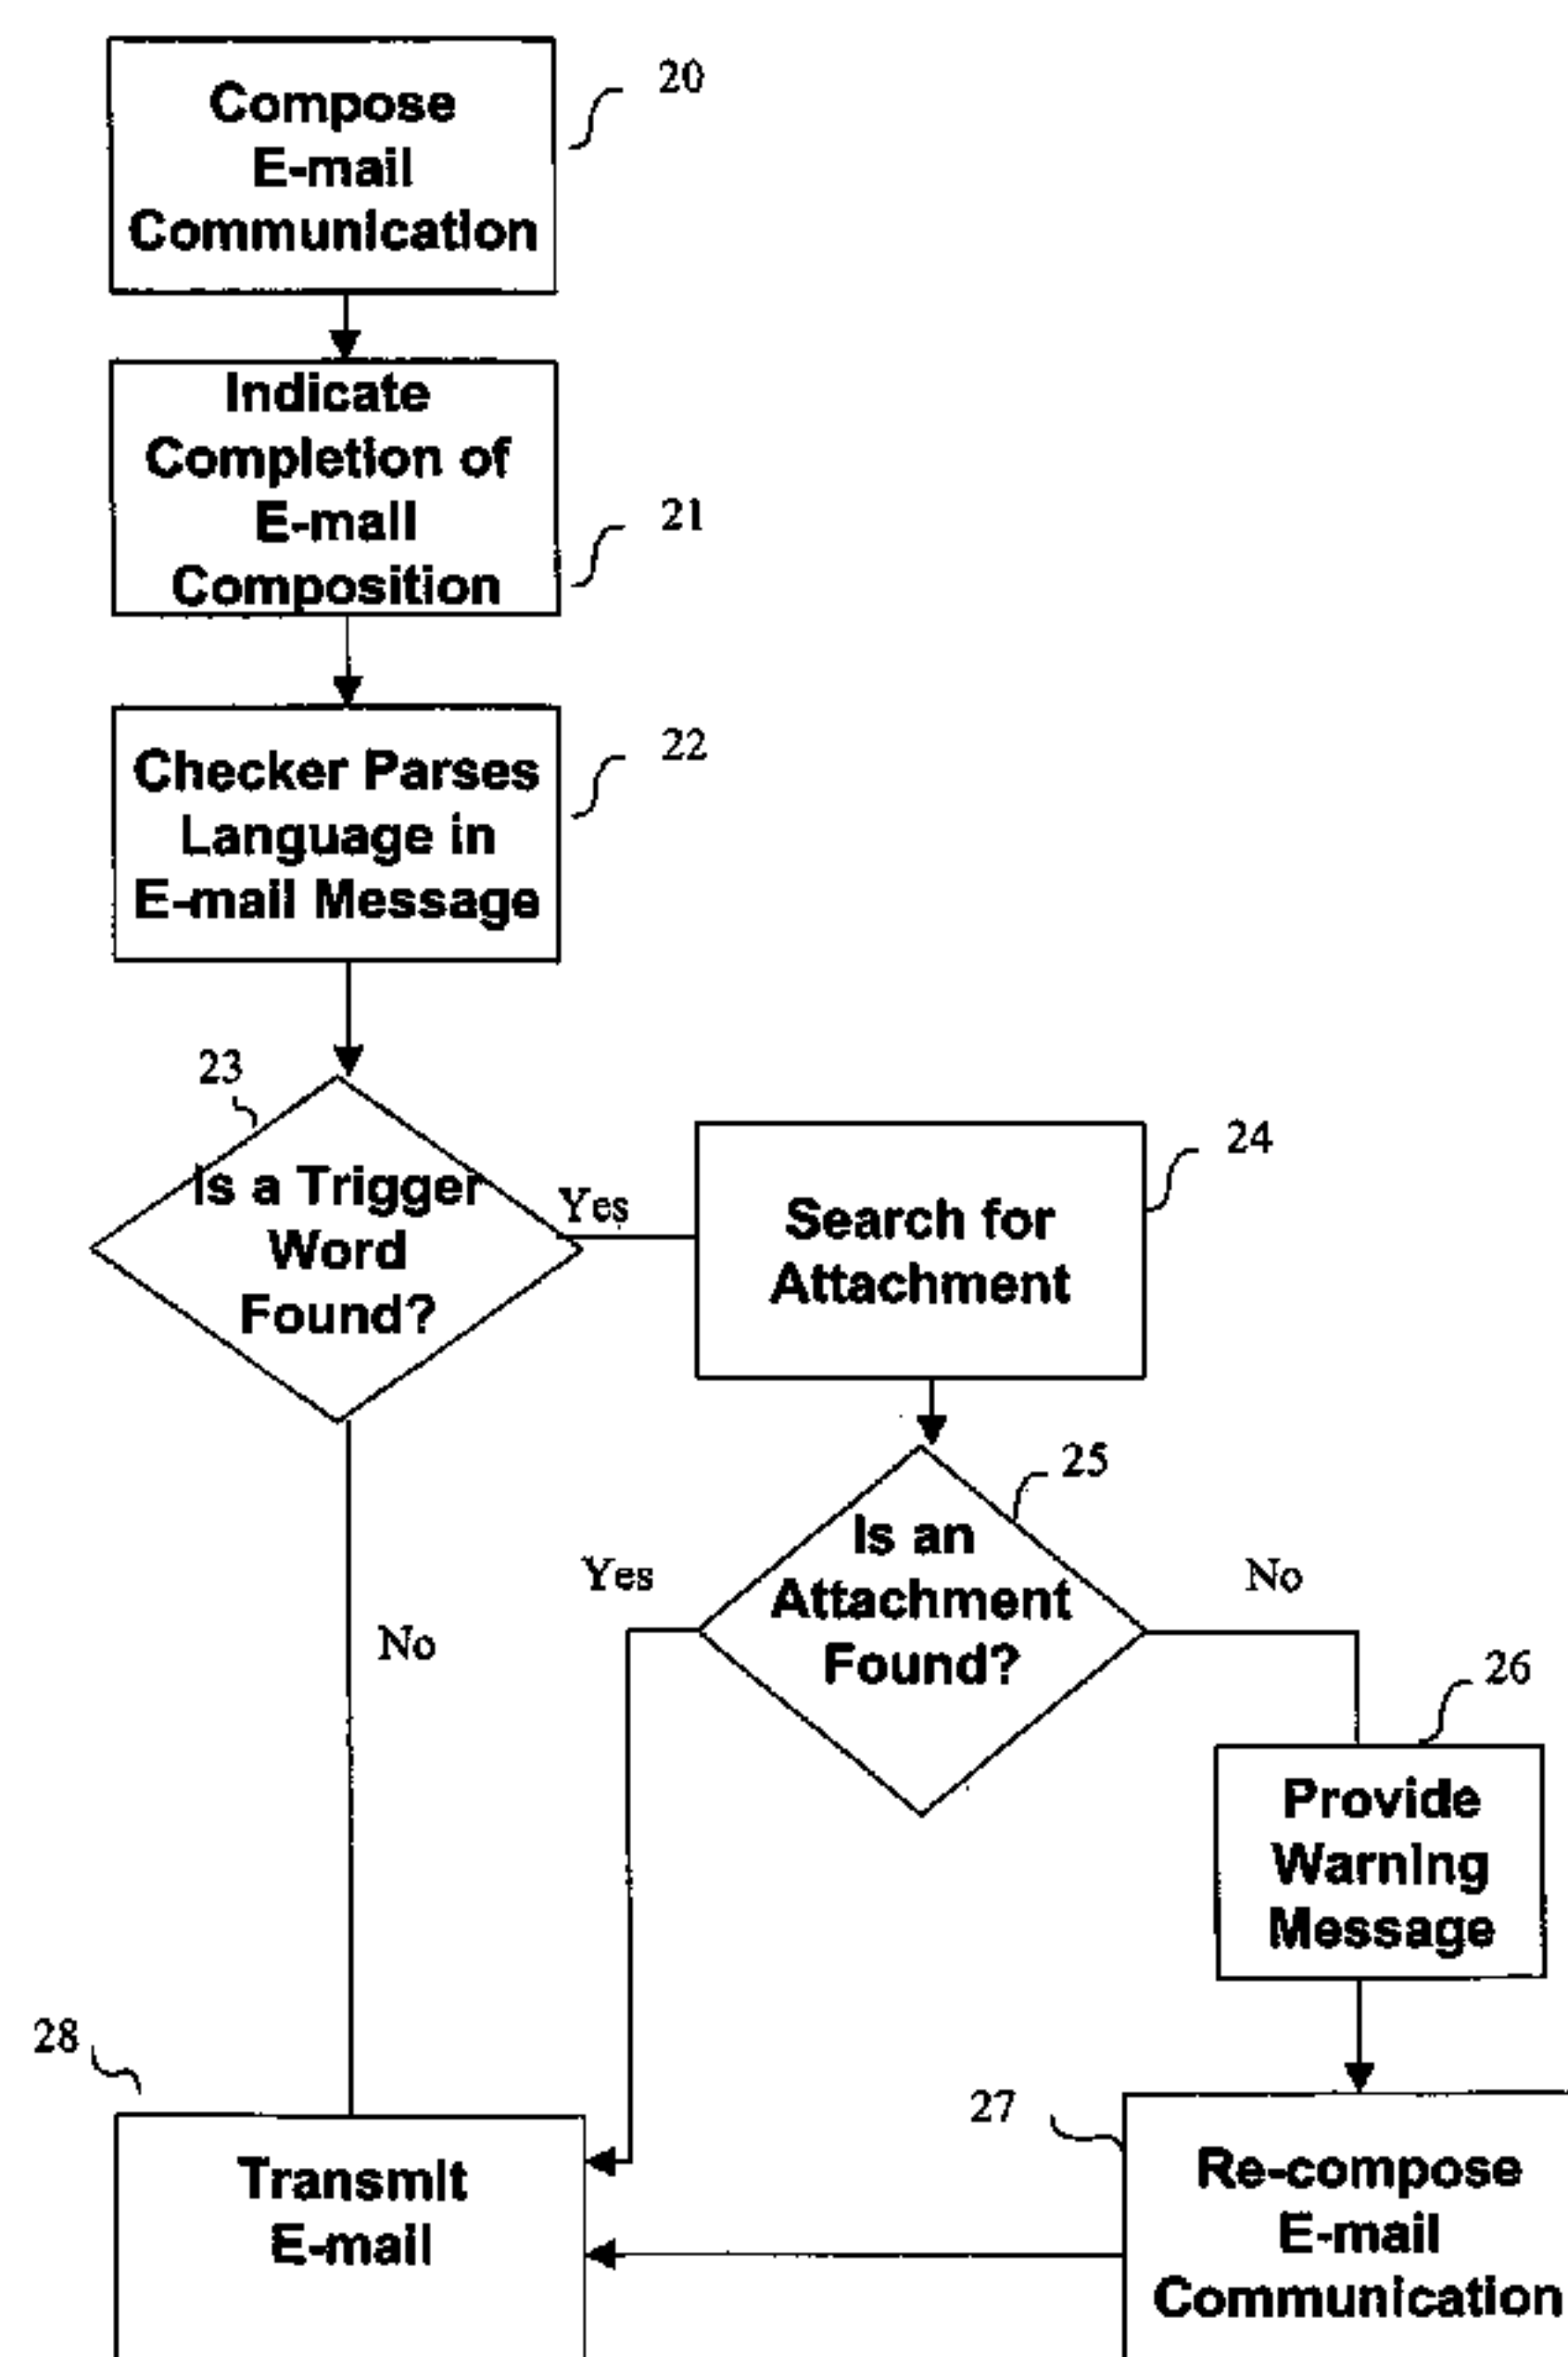 Compose
E-mail
Communication
20
Indicate
Completion of
E-mail
Composition
21
Checker Parses
Language in
E-mail Message
22
23
Is a Trigger
Word
Found?
Yes
Search for
Attachment
24
No
Is an
Attachment
Found?
25
Yes
No
26
Provide
Warning
Message
27
Re-compose
E-mail
Communication
28
Transmit
E-mail